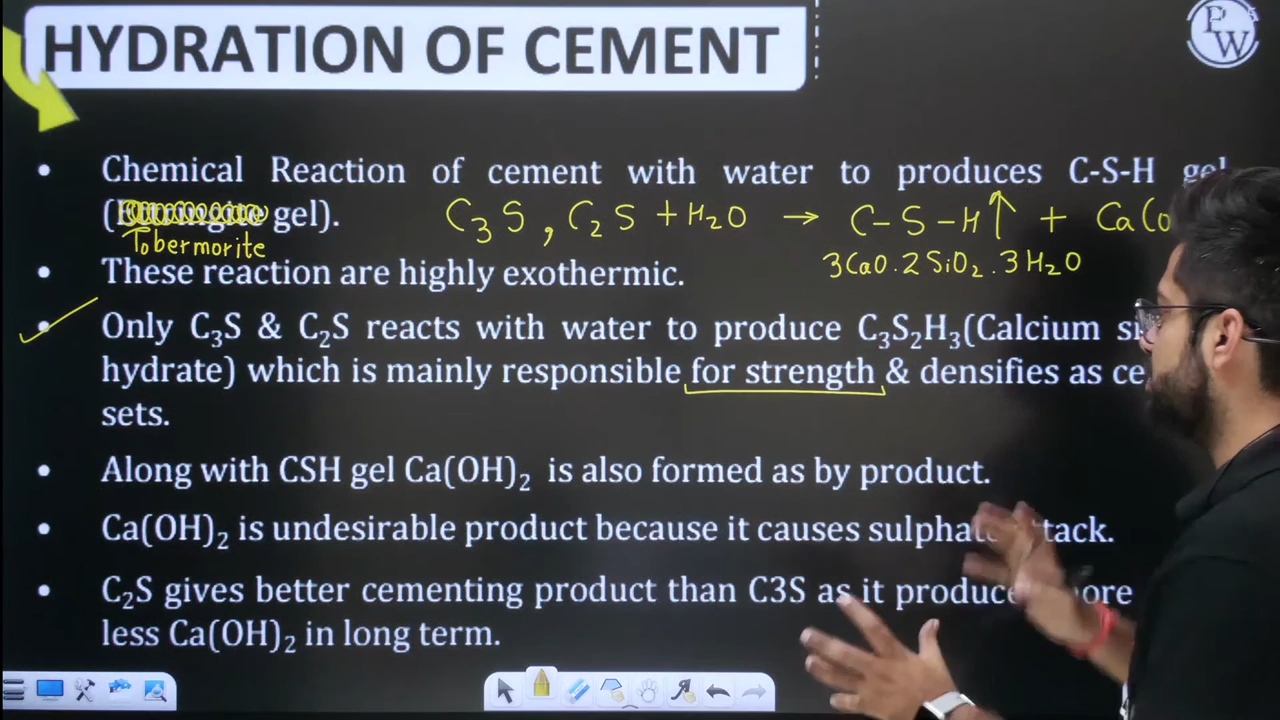 HYDRATION OF CEMENT
PW
• Chemical Reaction of cement with water to produces C-S-H gel
( gel). C₃S, C₂S + H₂O → C-S-H↑ + Ca(o
Tobermorite 3CaO.2SiO₂.3H₂O
• These reaction are highly exothermic.
• Only C₃S & C₂S reacts with water to produce C₃S₂H₃(Calcium
hydrate) which is mainly responsible for strength & densifies as
sets.
• Along with CSH gel Ca(OH)₂ is also formed as by product.
• Ca(OH)₂ is undesirable product because it causes
• C₂S gives better cementing product than C3S as it
less Ca(OH)₂ in long term.